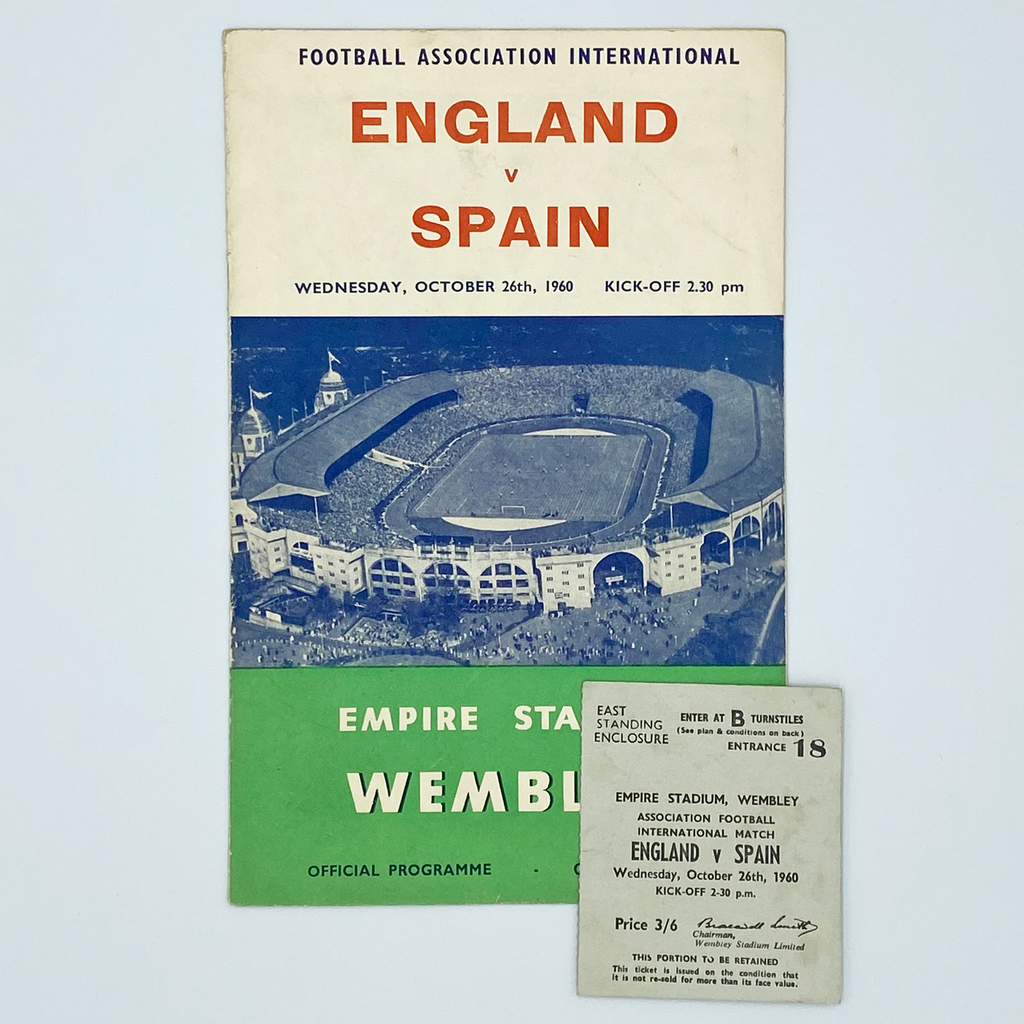 FOOTBALL ASSOCIATION INTERNATIONAL
ENGLAND
v
SPAIN
WEDNESDAY, OCTOBER 26th, 1960 KICK-OFF 2.30 pm
EMPIRE STA
WEMBL
OFFICIAL PROGRAMME -
EAST
STANDING
ENCLOSURE
ENTER AT B TURNSTILES
(See plan & conditions on back)
ENTRANCE 18
EMPIRE STADIUM, WEMBLEY
ASSOCIATION FOOTBALL
INTERNATIONAL MATCH
ENGLAND v SPAIN
Wednesday, October 26th, 1960
KICK-OFF 2-30 p.m.
Price 3/6
Chairman,
Wembley Stadium Limited
THIS PORTION TO BE RETAINED
This ticket is issued on the condition that
it is not re-sold for more than its face value.